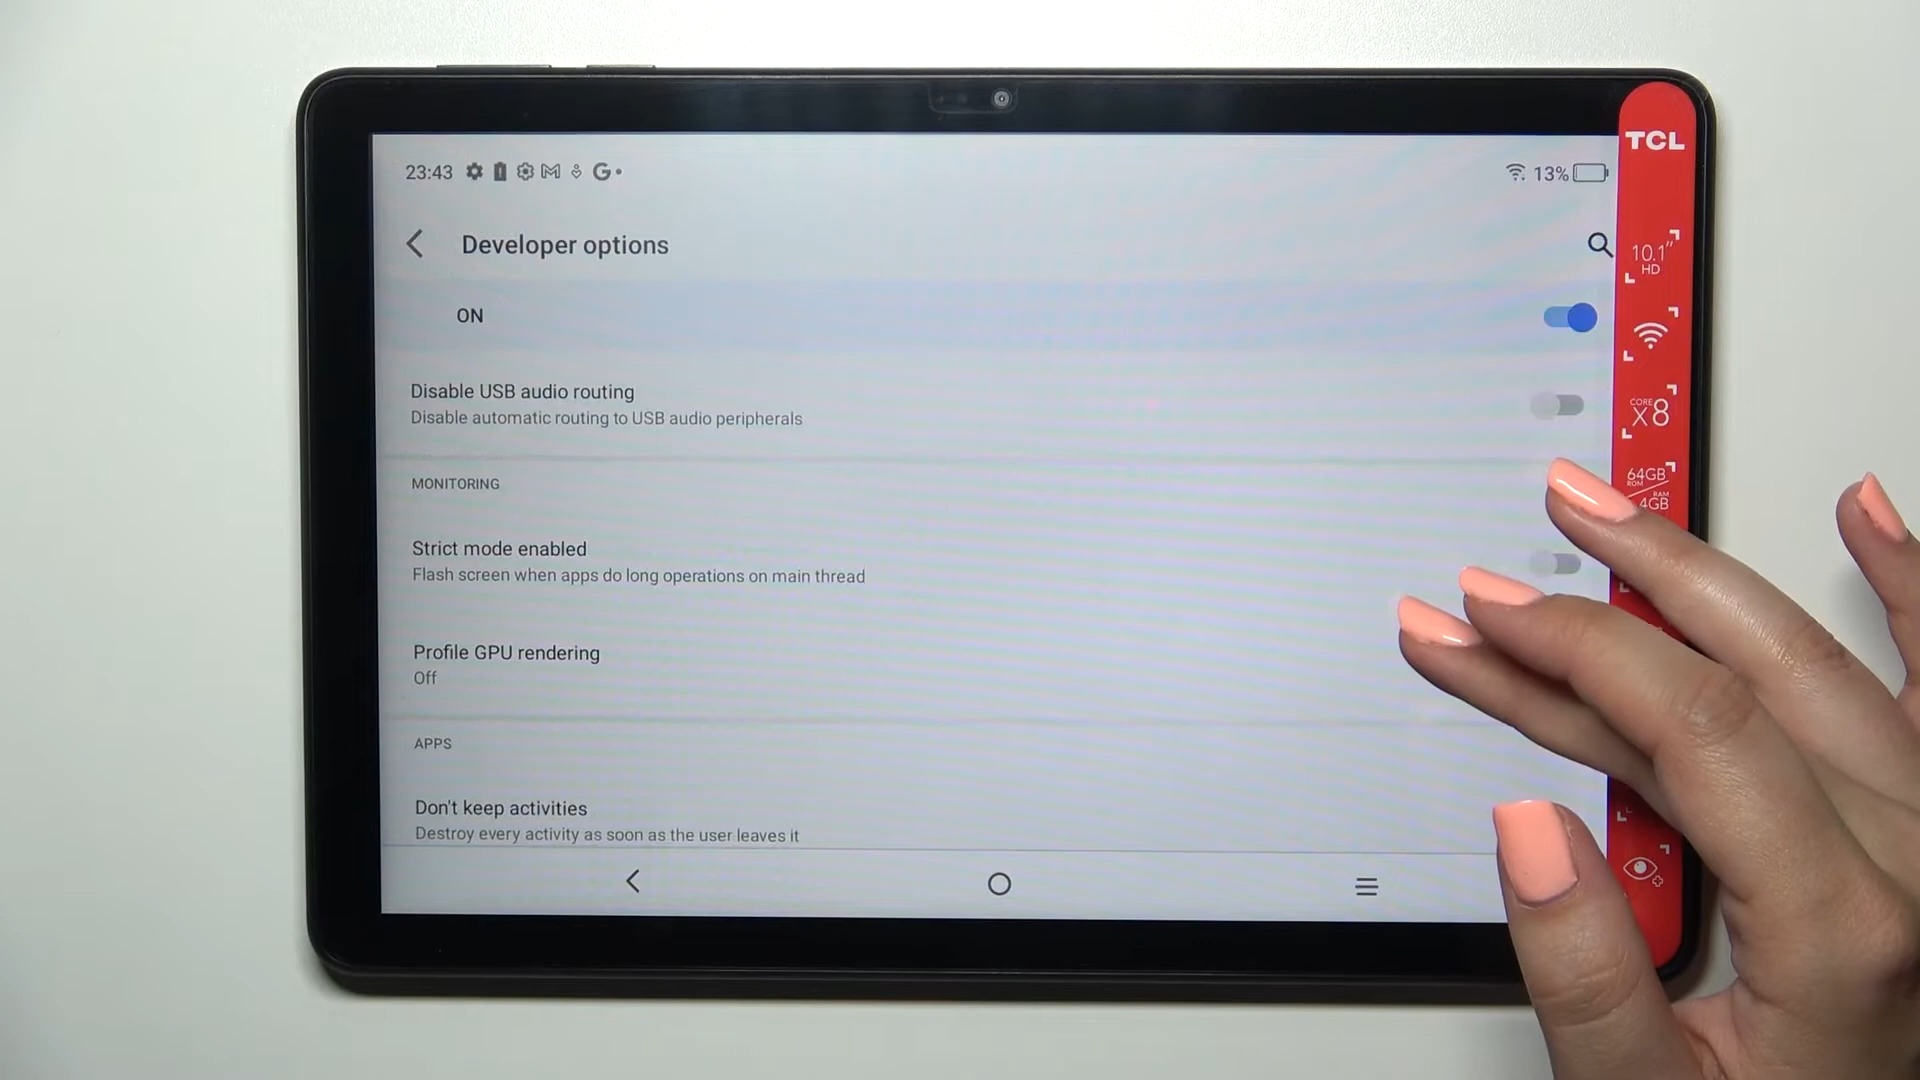 23:43
13%
TCL
Developer options
10.1"
HD
ON
Disable USB audio routing
Disable automatic routing to USB audio peripherals
CORE
X8
MONITORING
64GB
ROM
RAM
4GB
Strict mode enabled
Flash screen when apps do long operations on main thread
Profile GPU rendering
Off
APPS
Don't keep activities
Destroy every activity as soon as the user leaves it